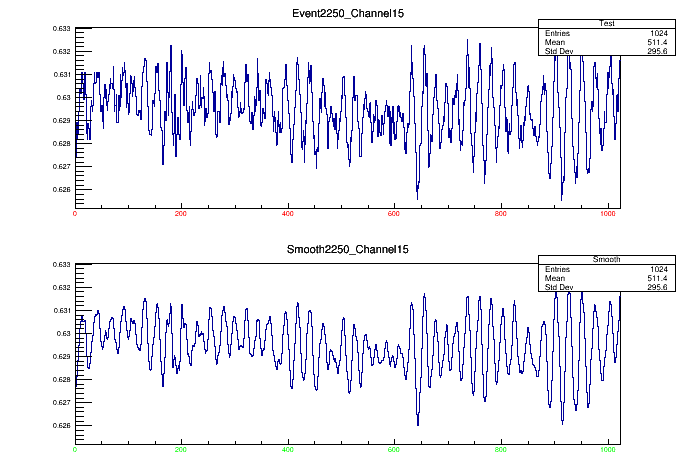 Event2250_Channel15
Test
Entries 1024
Mean 511.4
Std Dev 295.6
0.633
0.632
0.631
0.63
0.629
0.628
0.627
0.626
0 200 400 600 800 1000
Smooth2250_Channel15
Smooth
Entries 1024
Mean 511.4
Std Dev 295.6
0.633
0.632
0.631
0.63
0.629
0.628
0.627
0.626
0 200 400 600 800 1000